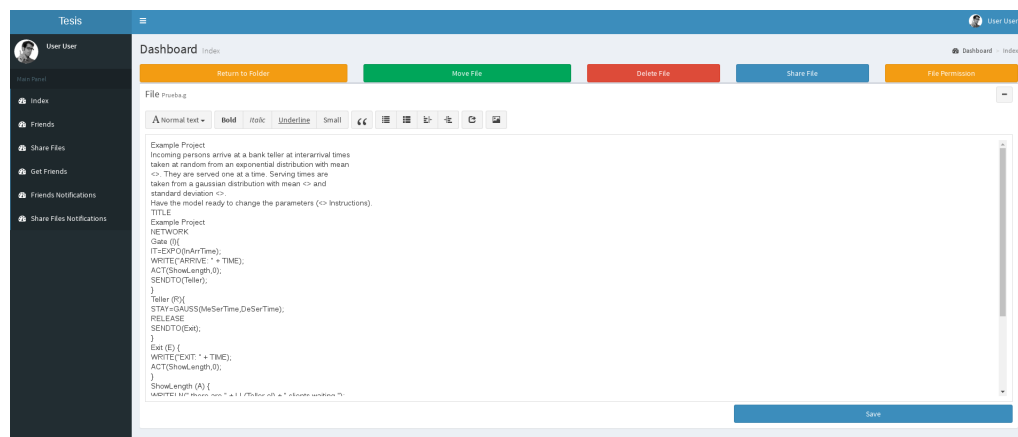 Tesis
User User
User User
Dashboard Index
Dashboard > Index
Main Panel
Index
Friends
Share Files
Get Friends
Friends Notifications
Share Files Notifications
Return to Folder
Move File
Delete File
Share File
File Permission
File Prueba.g
A Normal text
Bold
Italic
Underline
Small
Example Project
Incoming persons arrive at a bank teller at interarrival times
taken at random from an exponential distribution with mean
<>. They are served one at a time. Serving times are
taken from a gaussian distribution with mean <> and
standard deviation <>.
Have the model ready to change the parameters (<> Instructions).
TITLE
Example Project
NETWORK
Gate (I){
IT=EXPO(InArrTime);
WRITE("ARRIVE: " + TIME);
ACT(ShowLength,0);
SENDTO(Teller);
}
Teller (R){
STAY=GAUSS(MeSerTime,DeSerTime);
RELEASE
SENDTO(Exit);
}
Exit (E) {
WRITE("EXIT: " + TIME);
ACT(ShowLength,0);
}
ShowLength (A) {
there are " + + " clients waiting ");
Save